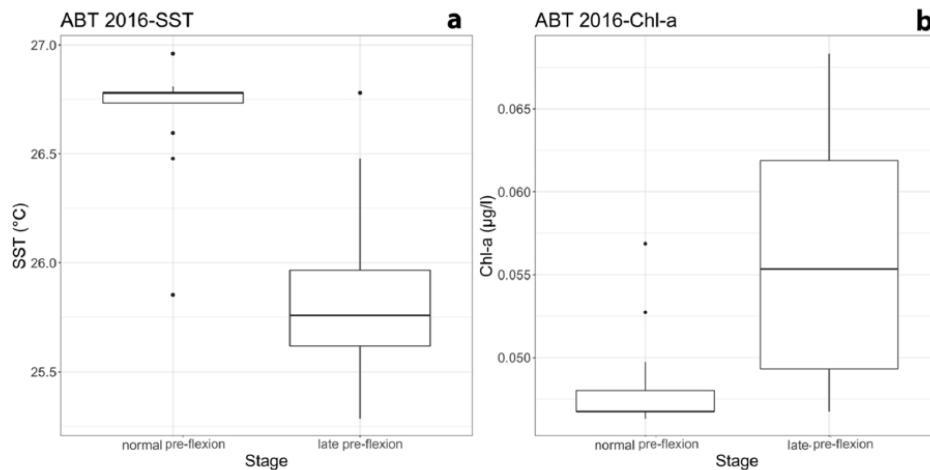 ABT 2016-SST
a
27.0
26.5
26.0
25.5
SST (°C)
normal pre-flexion
late pre-flexion
Stage
ABT 2016-Chl-a
b
0.065
0.060
0.055
0.050
Chl-a (µg/l)
normal pre-flexion
late pre-flexion
Stage